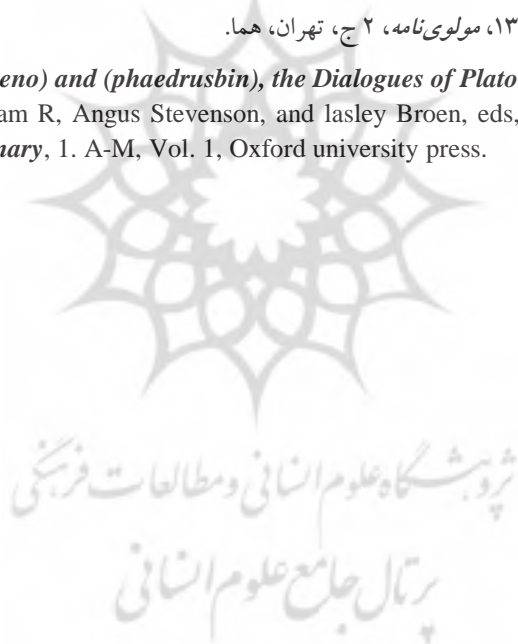 ۱۳، مولوی‌نامه، ۲ ج، تهران، هما.
eno) and (phaedrusbin), the Dialogues of Plato
am R, Angus Stevenson, and lasley Broen, eds,
nary, 1. A-M, Vol. 1, Oxford university press.
پژوهشگاه علوم انسانی و مطالعات فرهنگی
پرتال جامع علوم انسانی